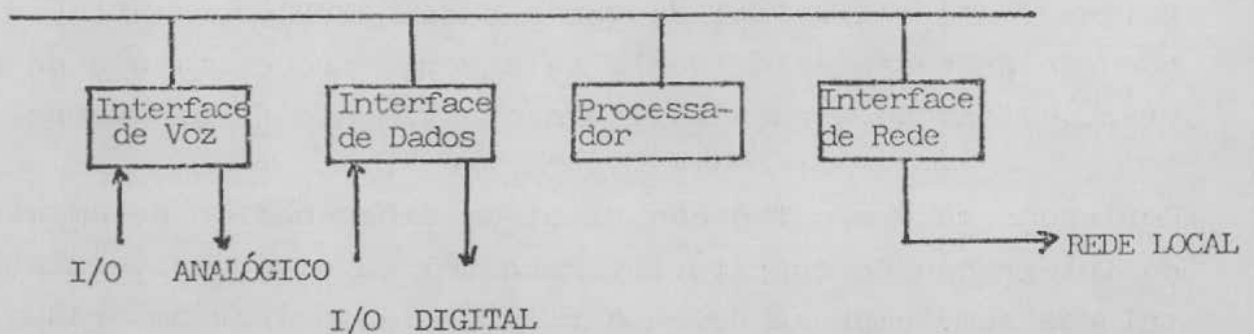 Interface
de Voz
Interface
de Dados
Processa-
dor
Interface
de Rede
I/O ANALÓGICO
REDE LOCAL
I/O DIGITAL